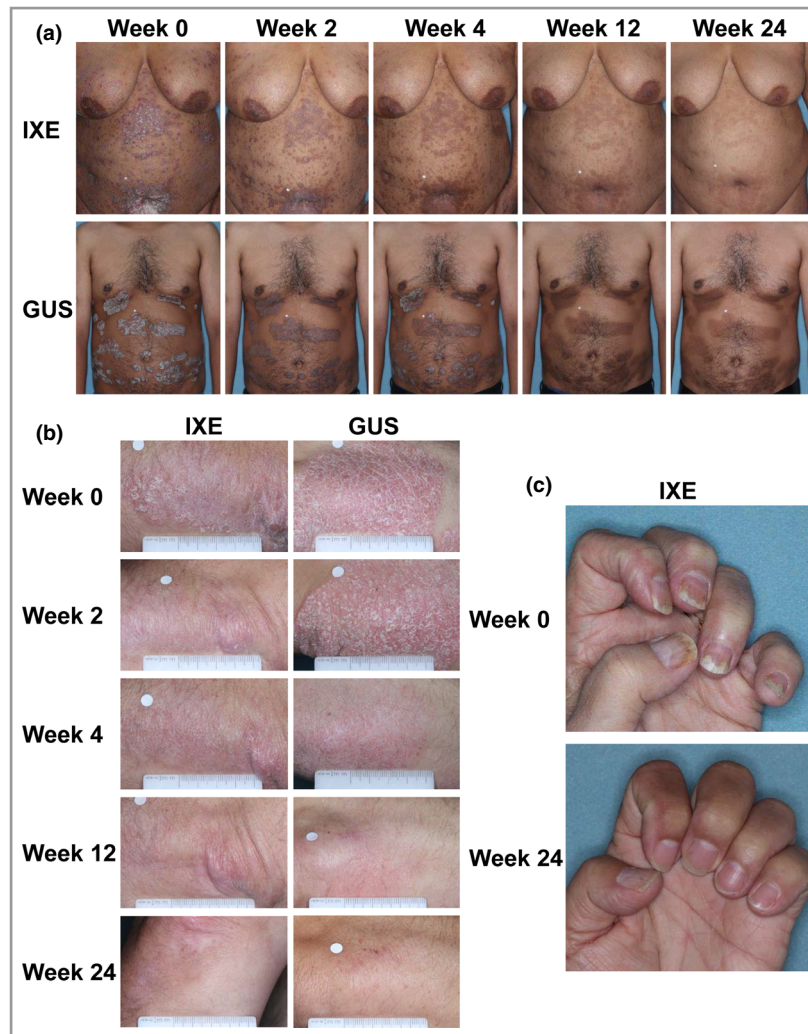 (a)
Week 0 Week 2 Week 4 Week 12 Week 24
IXE
GUS
(b)
IXE GUS
Week 0
Week 2
Week 4
Week 12
Week 24
(c)
IXE
Week 0
Week 24